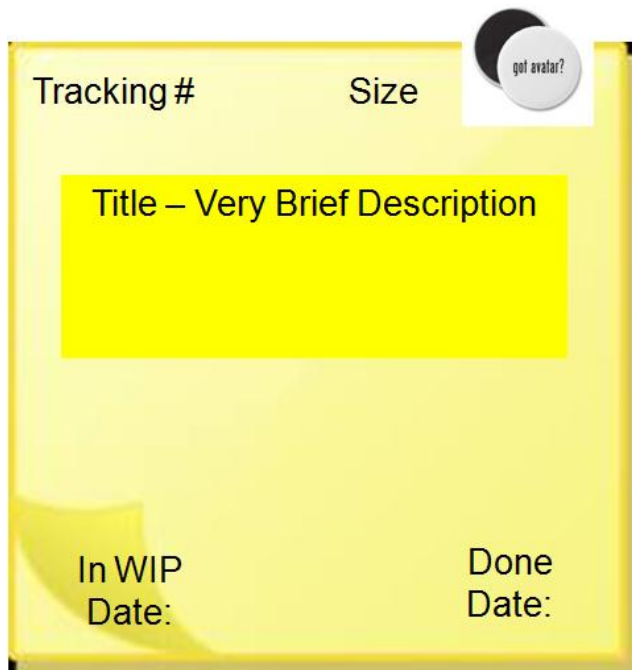 got avatar?
Tracking # Size
Title – Very Brief Description
In WIP
Date:
Done
Date: